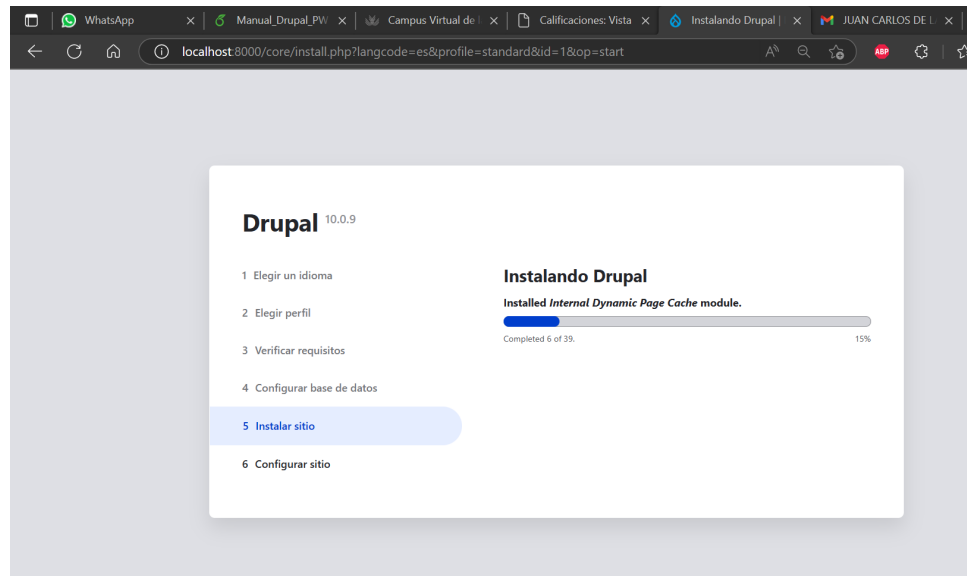 WhatsApp
Manual_Drupal_PW
Campus Virtual de
Calificaciones: Vista
Instalando Drupal |
JUAN CARLOS DE L
localhost:8000/core/install.php?langcode=es&profile=standard&id=1&op=start
ABP
Drupal 10.0.9
1 Elegir un idioma
2 Elegir perfil
3 Verificar requisitos
4 Configurar base de datos
5 Instalar sitio
6 Configurar sitio
Instalando Drupal
Installed Internal Dynamic Page Cache module.
Completed 6 of 39.
15%